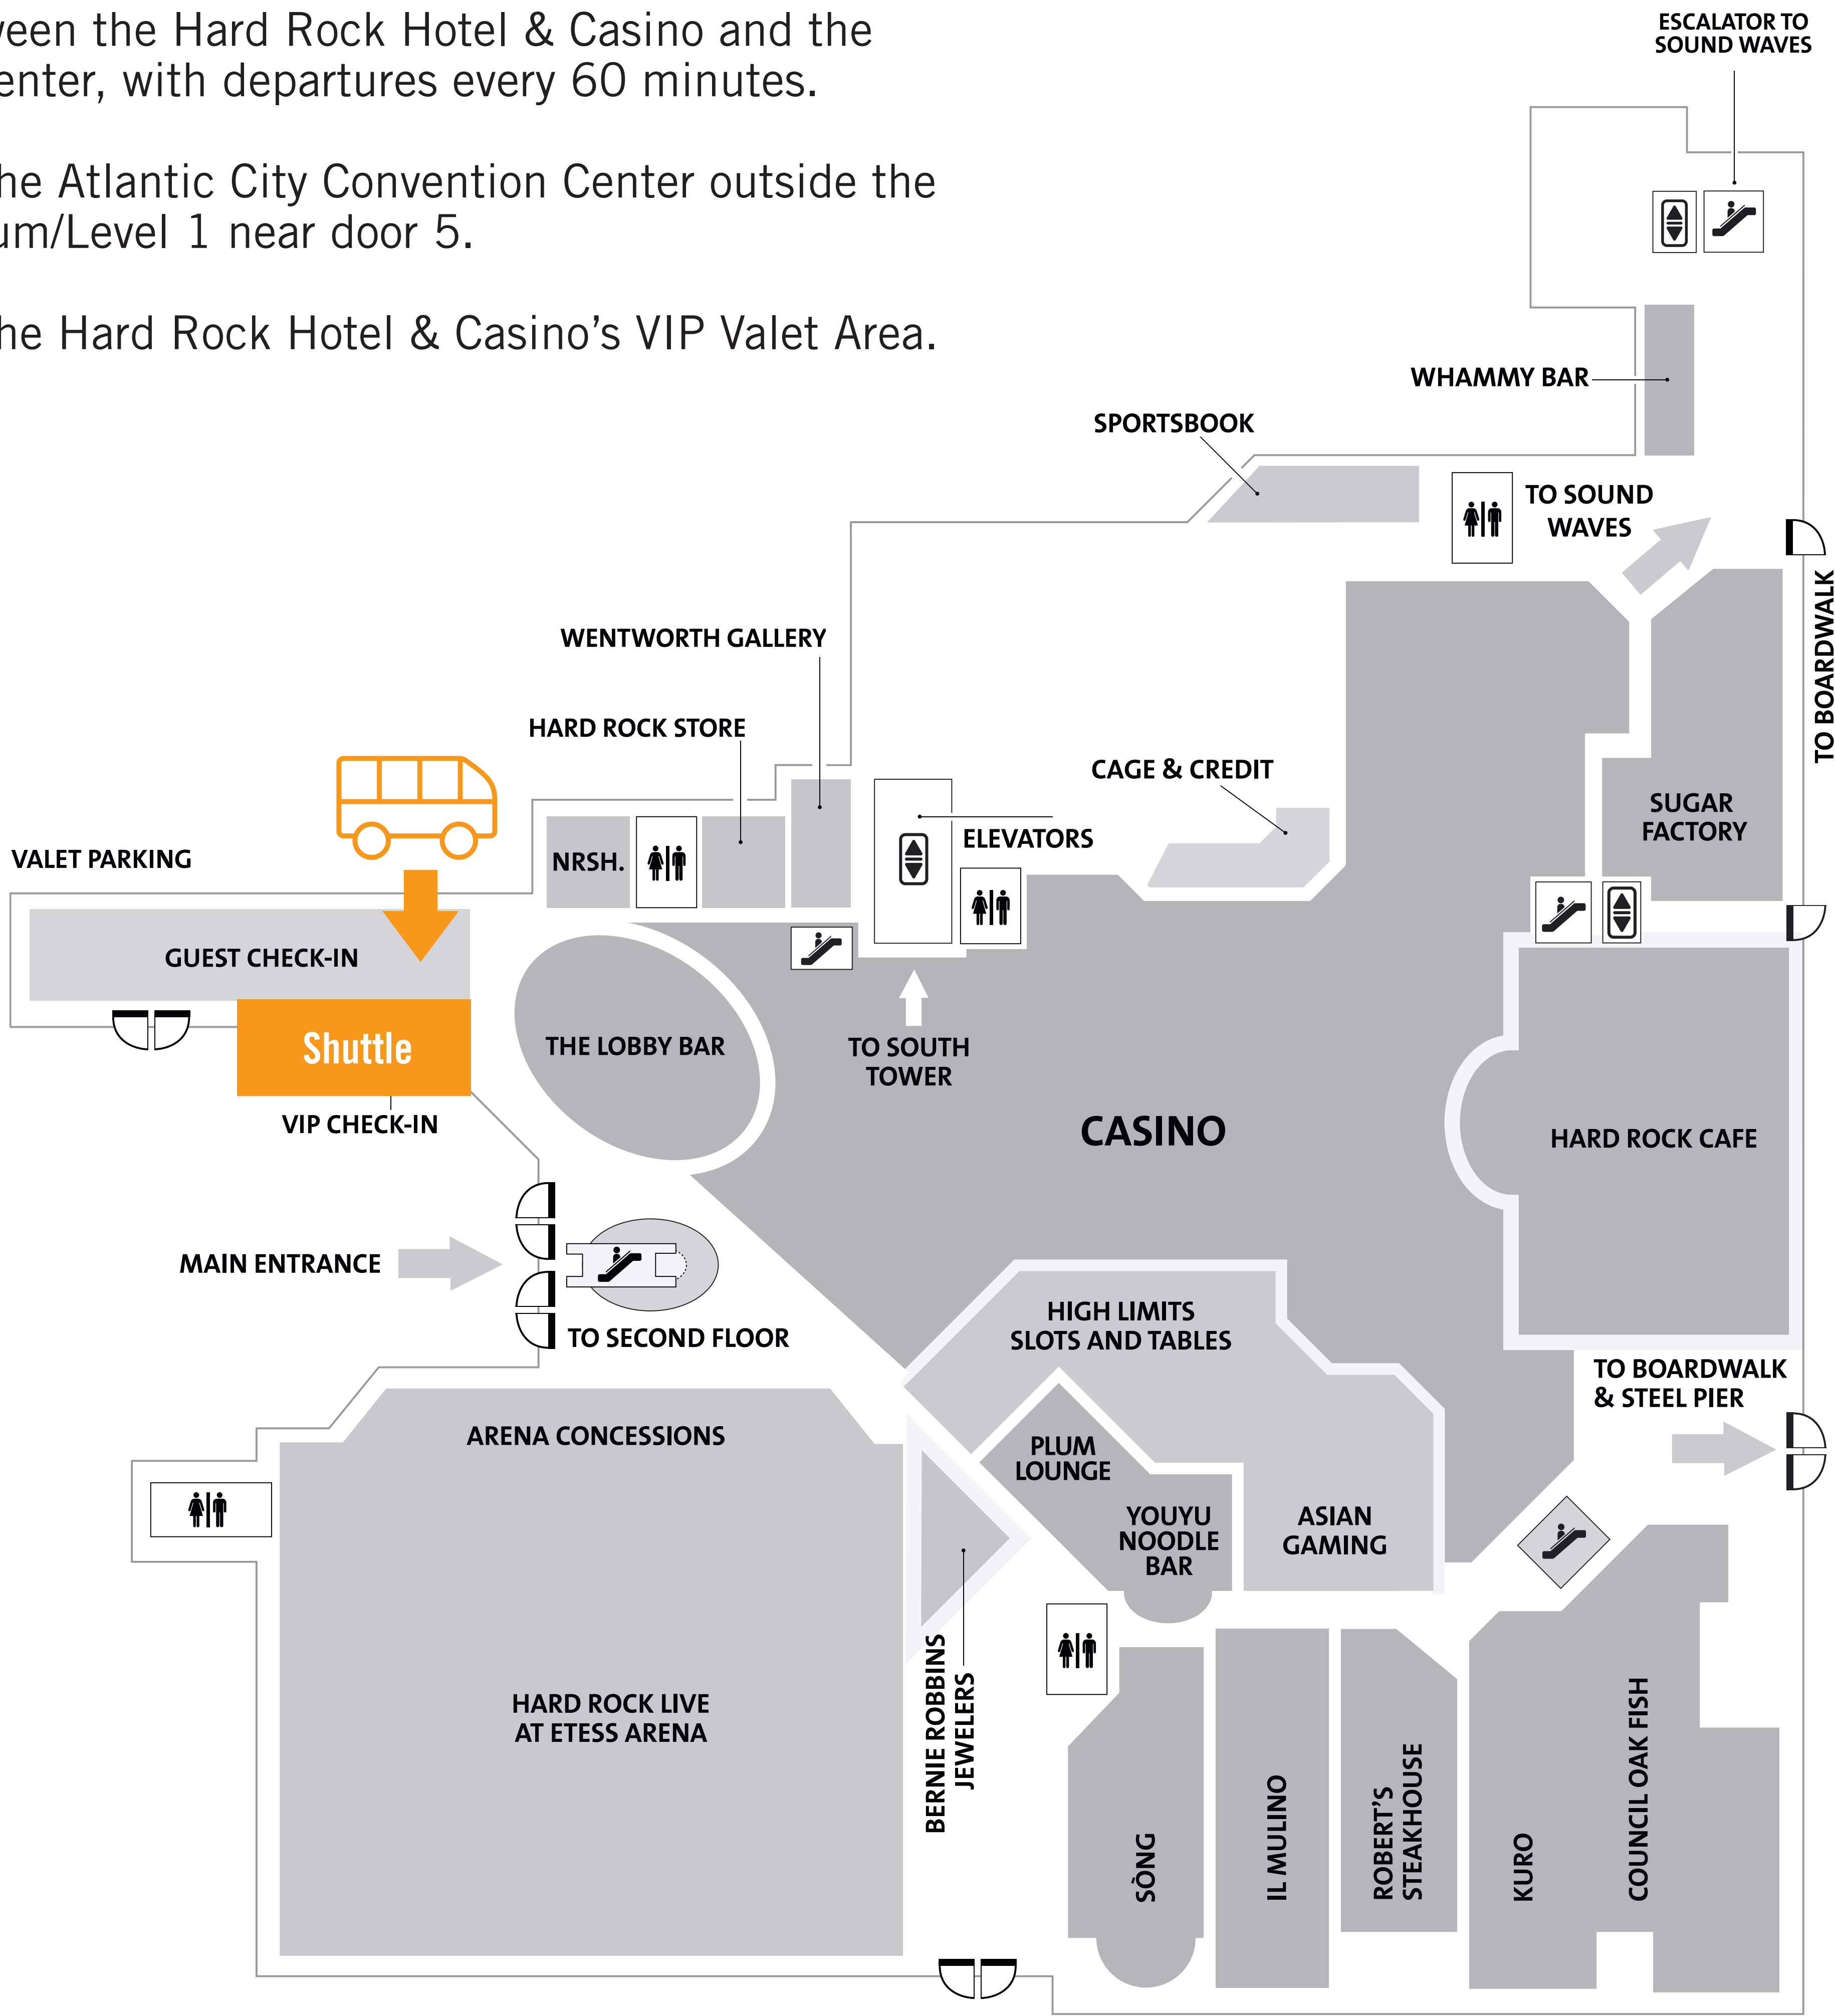 veen the Hard Rock Hotel & Casino and the
enter, with departures every 60 minutes.
he Atlantic City Convention Center outside the
um/Level 1 near door 5.
he Hard Rock Hotel & Casino’s VIP Valet Area.
ESCALATOR TO
SOUND WAVES
WHAMMY BAR
SPORTSBOOK
TO SOUND
WAVES
TO BOARDWALK
WENTWORTH GALLERY
HARD ROCK STORE
CAGE & CREDIT
SUGAR
FACTORY
ELEVATORS
VALET PARKING
NRSH.
GUEST CHECK-IN
Shuttle
VIP CHECK-IN
THE LOBBY BAR
TO SOUTH
TOWER
CASINO
HARD ROCK CAFE
MAIN ENTRANCE
TO SECOND FLOOR
HIGH LIMITS
SLOTS AND TABLES
TO BOARDWALK
& STEEL PIER
ARENA CONCESSIONS
PLUM
LOUNGE
YOUYU
NOODLE
BAR
ASIAN
GAMING
HARD ROCK LIVE
AT ETESS ARENA
BERNIE ROBBINS
JEWELERS
SÒNG
IL MULINO
ROBERT’S
STEAKHOUSE
KURO
COUNCIL OAK FISH